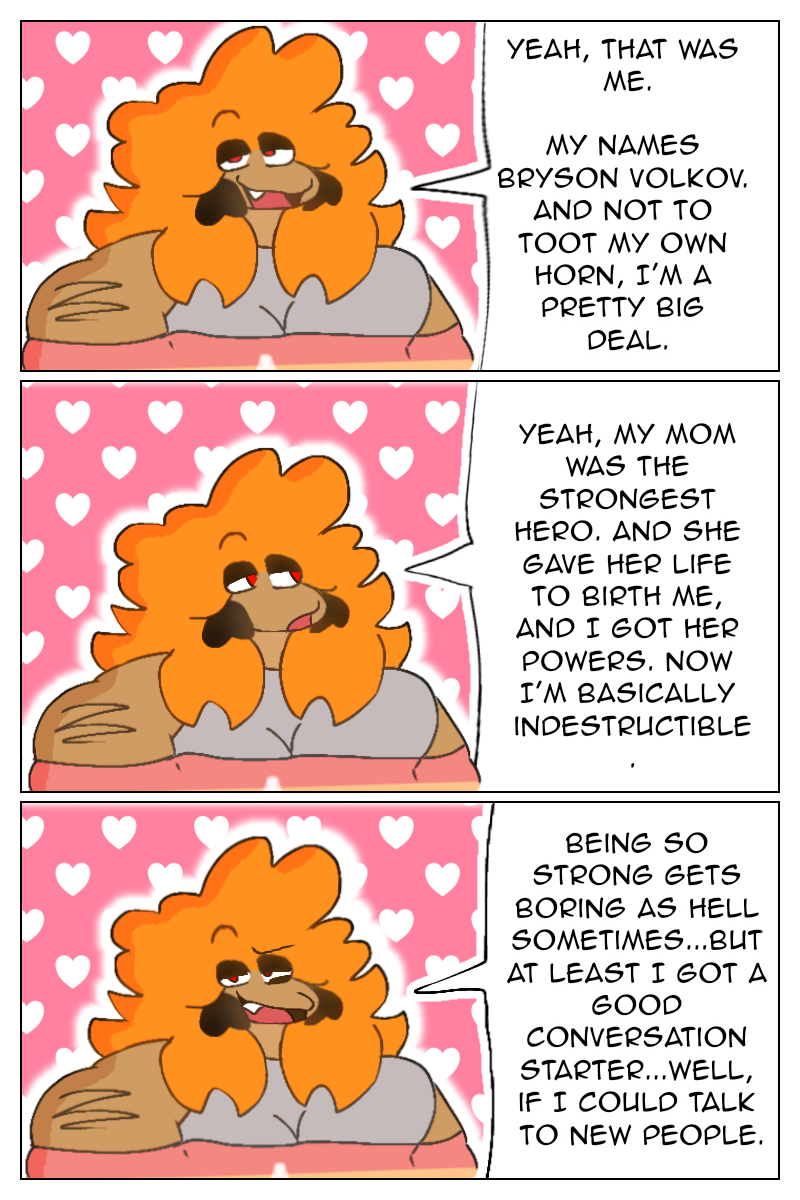 YEAH, THAT WAS
ME.
MY NAMES
BRYSON VOLKOV.
AND NOT TO
TOOT MY OWN
HORN, I'M A
PRETTY BIG
DEAL.
YEAH, MY MOM
WAS THE
STRONGEST
HERO. AND SHE
GAVE HER LIFE
TO BIRTH ME,
AND I GOT HER
POWERS. NOW
I'M BASICALLY
INDESTRUCTIBLE
.
BEING SO
STRONG GETS
BORING AS HELL
SOMETIMES...BUT
AT LEAST I GOT A
GOOD
CONVERSATION
STARTER...WELL,
IF I COULD TALK
TO NEW PEOPLE.